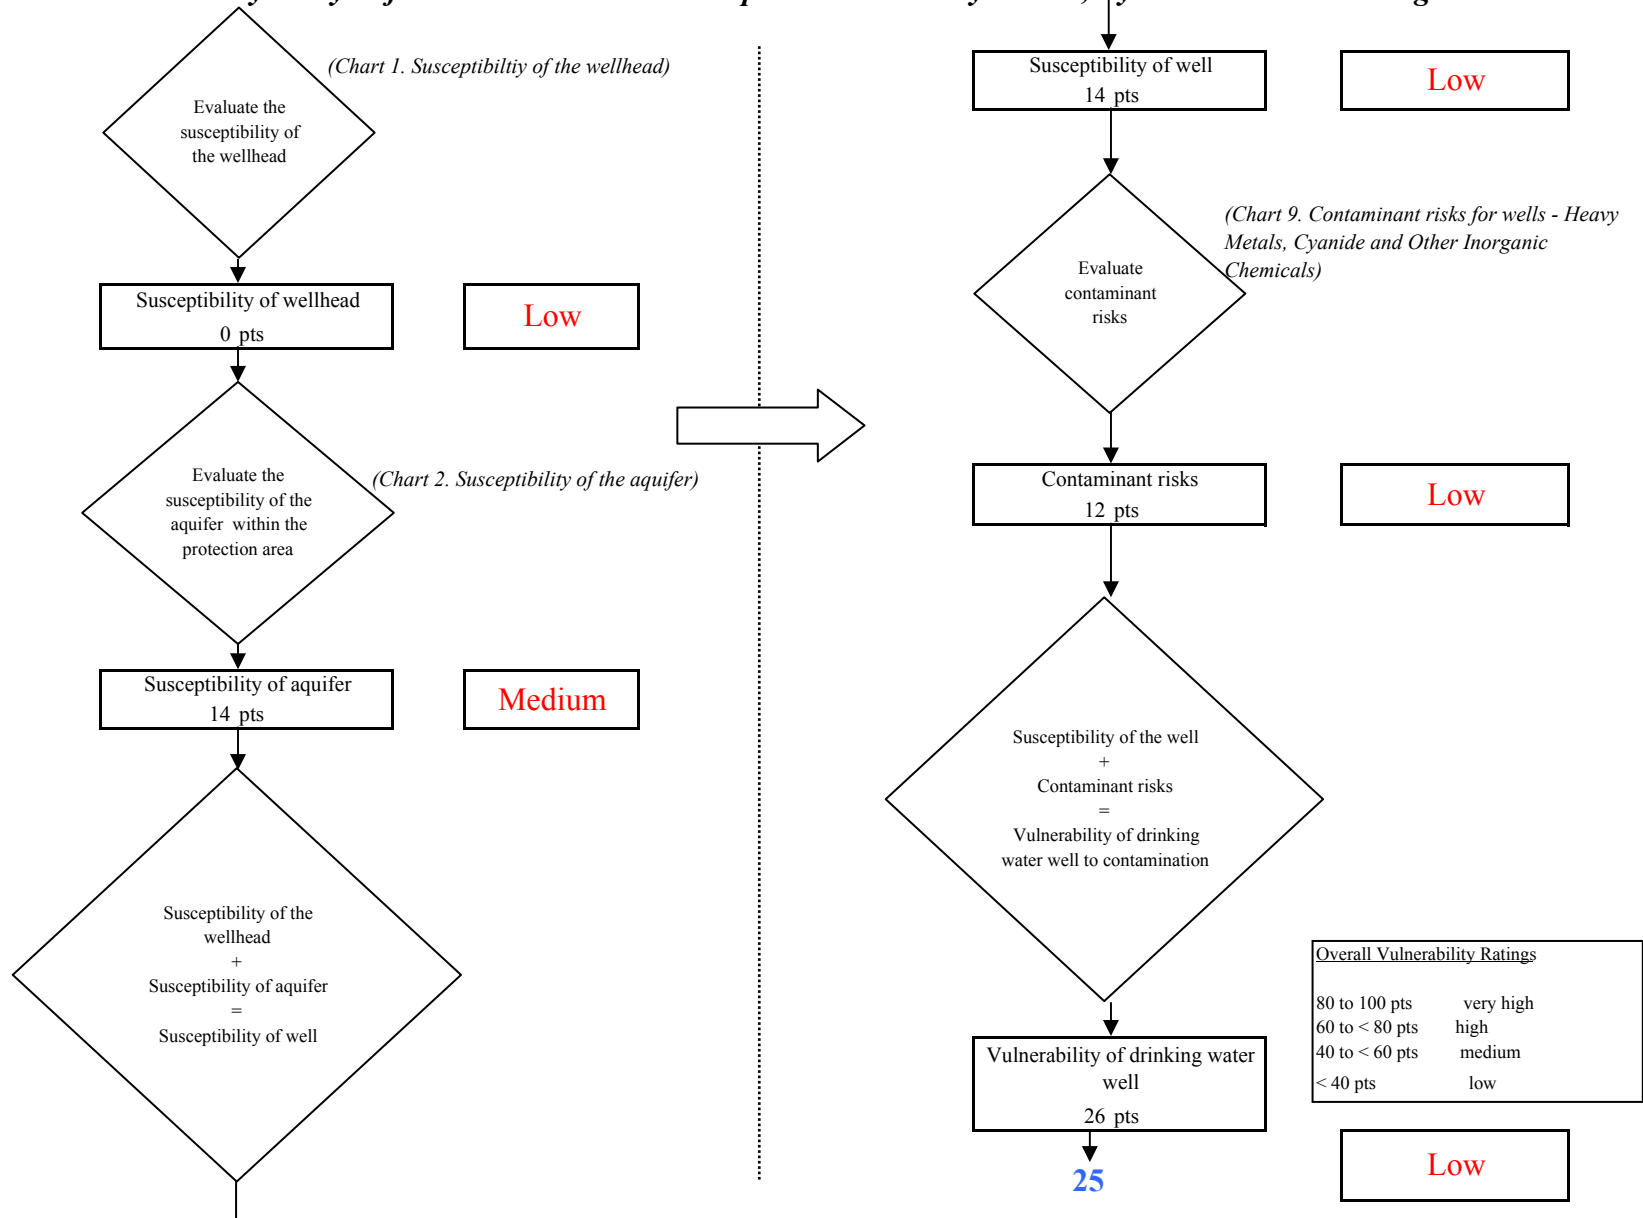 (Chart 1. Susceptibiltiy of the wellhead)
Evaluate the
susceptibility of
the wellhead
Susceptibility of wellhead
0 pts
Low
Evaluate the
susceptibility of the
aquifer within the
protection area
(Chart 2. Susceptibility of the aquifer)
Susceptibility of aquifer
14 pts
Medium
Susceptibility of the
wellhead
+
Susceptibility of aquifer
=
Susceptibility of well
Susceptibility of well
14 pts
Low
(Chart 9. Contaminant risks for wells - Heavy
Metals, Cyanide and Other Inorganic
Chemicals)
Evaluate
contaminant
risks
Contaminant risks
12 pts
Low
Susceptibility of the well
+
Contaminant risks
=
Vulnerability of drinking
water well to contamination
Overall Vulnerability Ratings
80 to 100 pts very high
60 to < 80 pts high
40 to < 60 pts medium
< 40 pts low
Vulnerability of drinking water
well
26 pts
25
Low